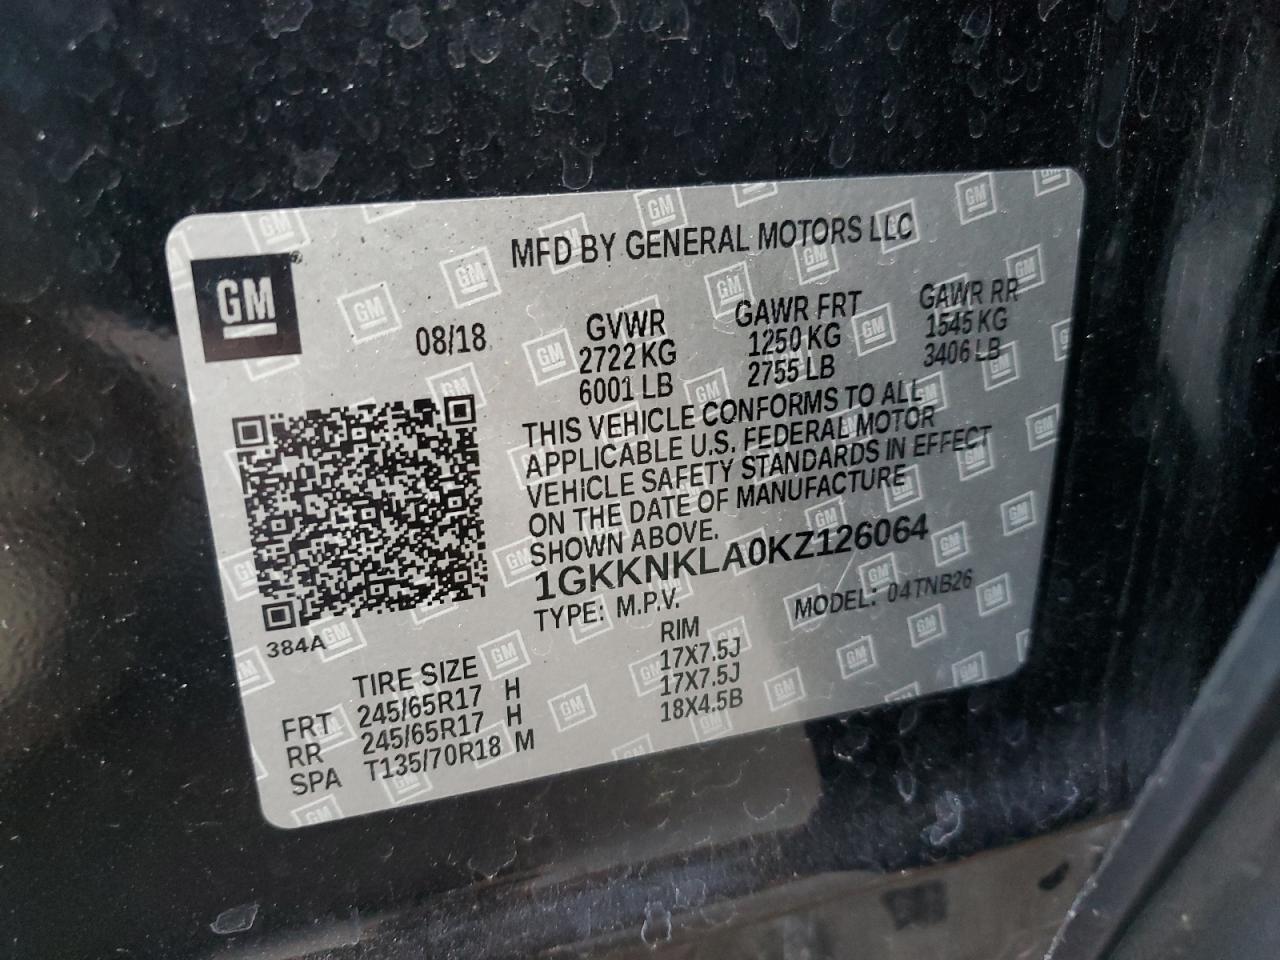 MFD BY GENERAL MOTORS LLC
GM
08/18
GVWR GAWR FRT GAWR RR
2722 KG 1250 KG 1545 KG
6001 LB 2755 LB 3406 LB
THIS VEHICLE CONFORMS TO ALL
APPLICABLE U.S. FEDERAL MOTOR
VEHICLE SAFETY STANDARDS IN EFFECT
ON THE DATE OF MANUFACTURE
SHOWN ABOVE.
1GKKNKLA0KZ126064
TYPE: M.P.V. MODEL: 04TNB26
384A
TIRE SIZE RIM
FRT 245/65R17 H 17X7.5J
RR 245/65R17 H 17X7.5J
SPA T135/70R18 M 18X4.5B